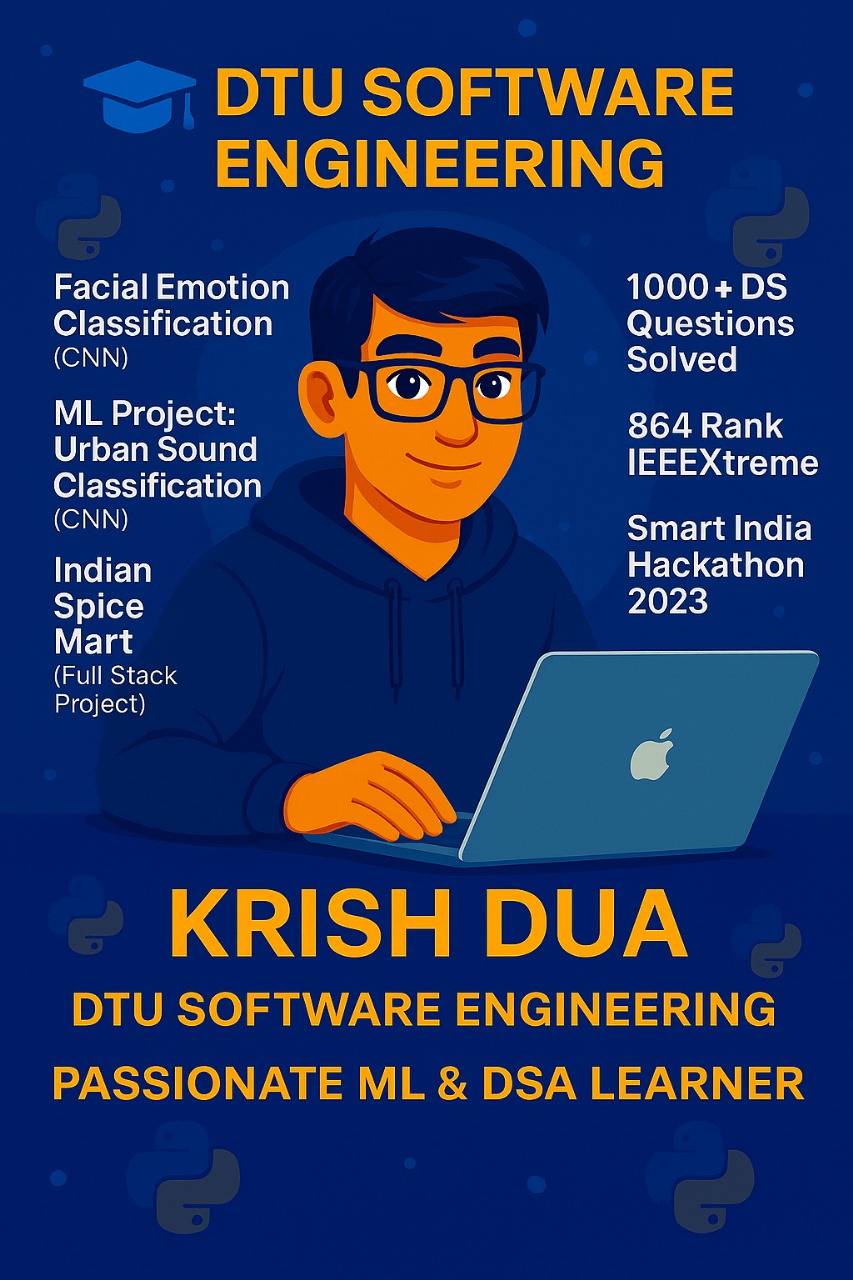 DTU SOFTWARE
ENGINEERING
Facial Emotion
Classification
(CNN)
ML Project:
Urban Sound
Classification
(CNN)
Indian
Spice
Mart
(Full Stack
Project)
1000+ DS
Questions
Solved
864 Rank
IEEEXtreme
Smart India
Hackathon
2023
KRISH DUA
DTU SOFTWARE ENGINEERING
PASSIONATE ML & DSA LEARNER